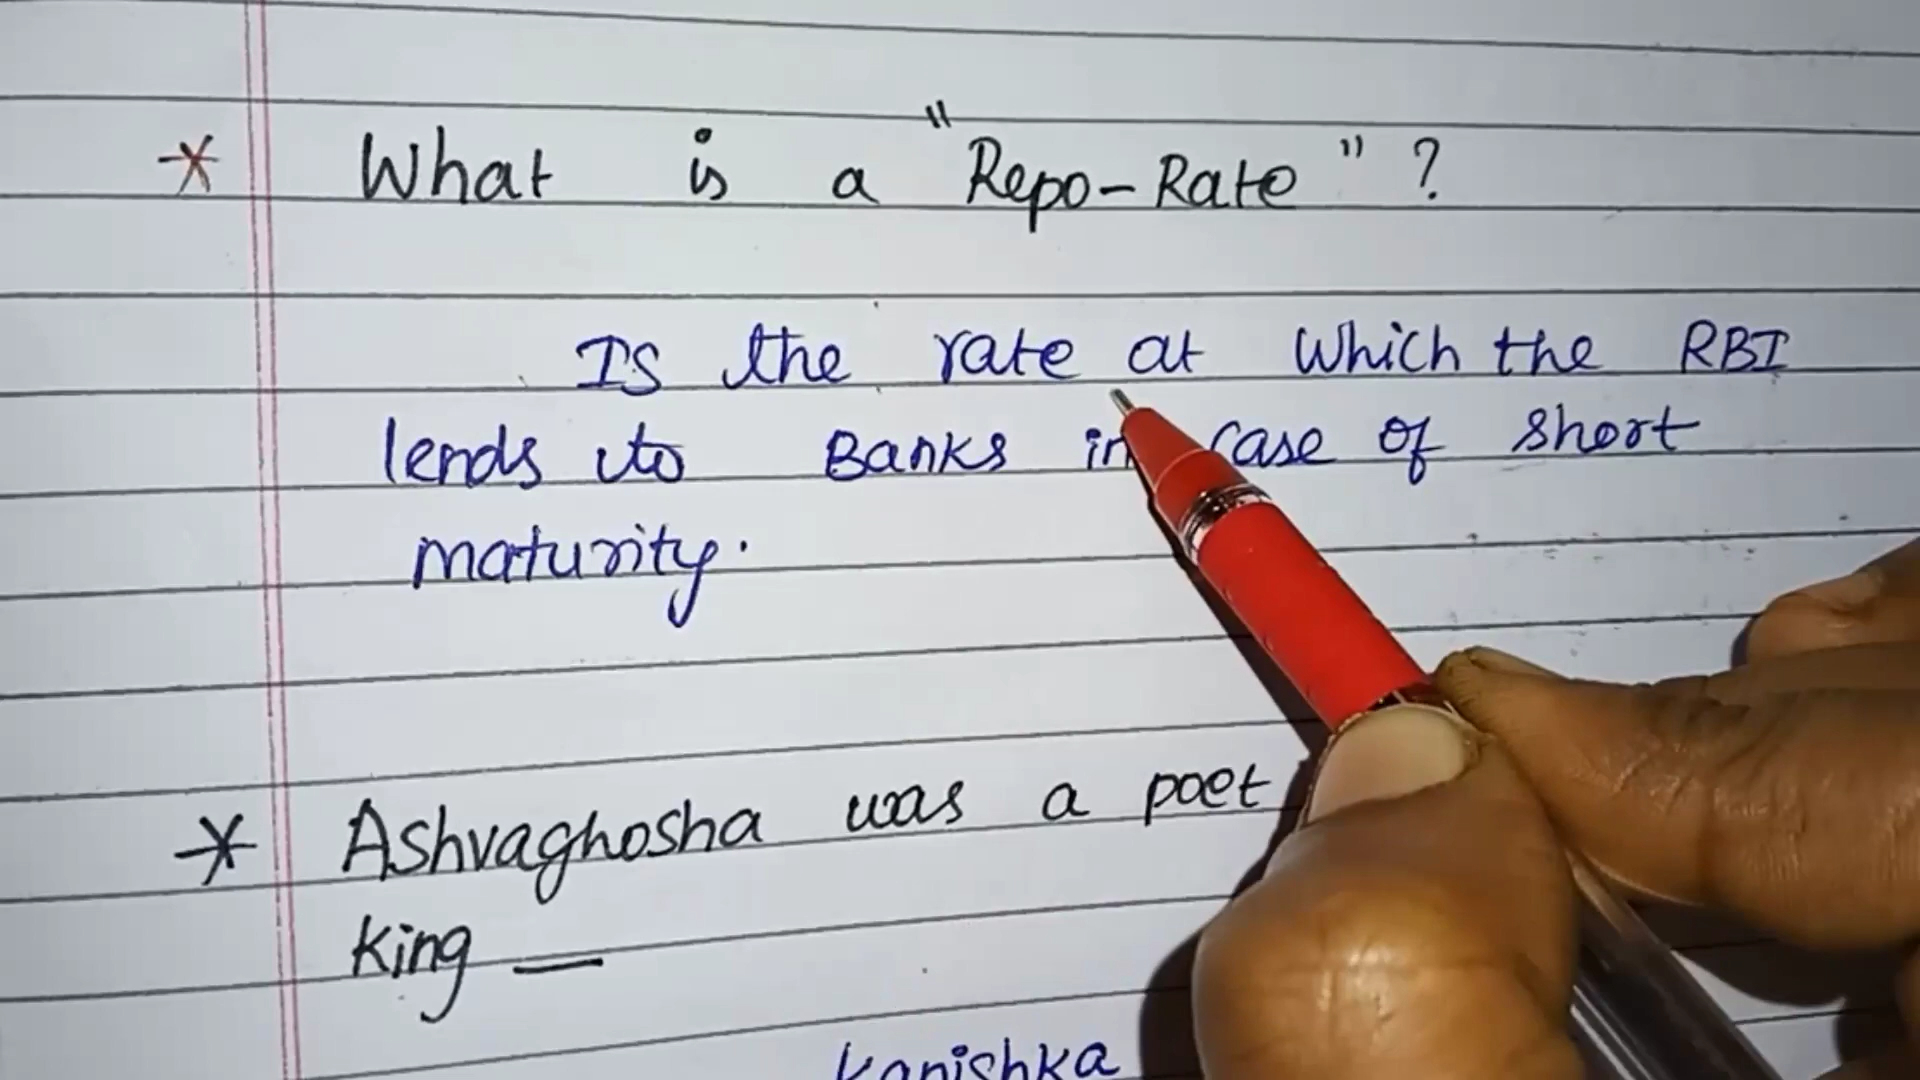 * What is a "Repo-Rate"?
Is the rate at which the RBI
lends to Banks in case of short
maturity.
* Ashvaghosha was a poet
king —
Kanishka